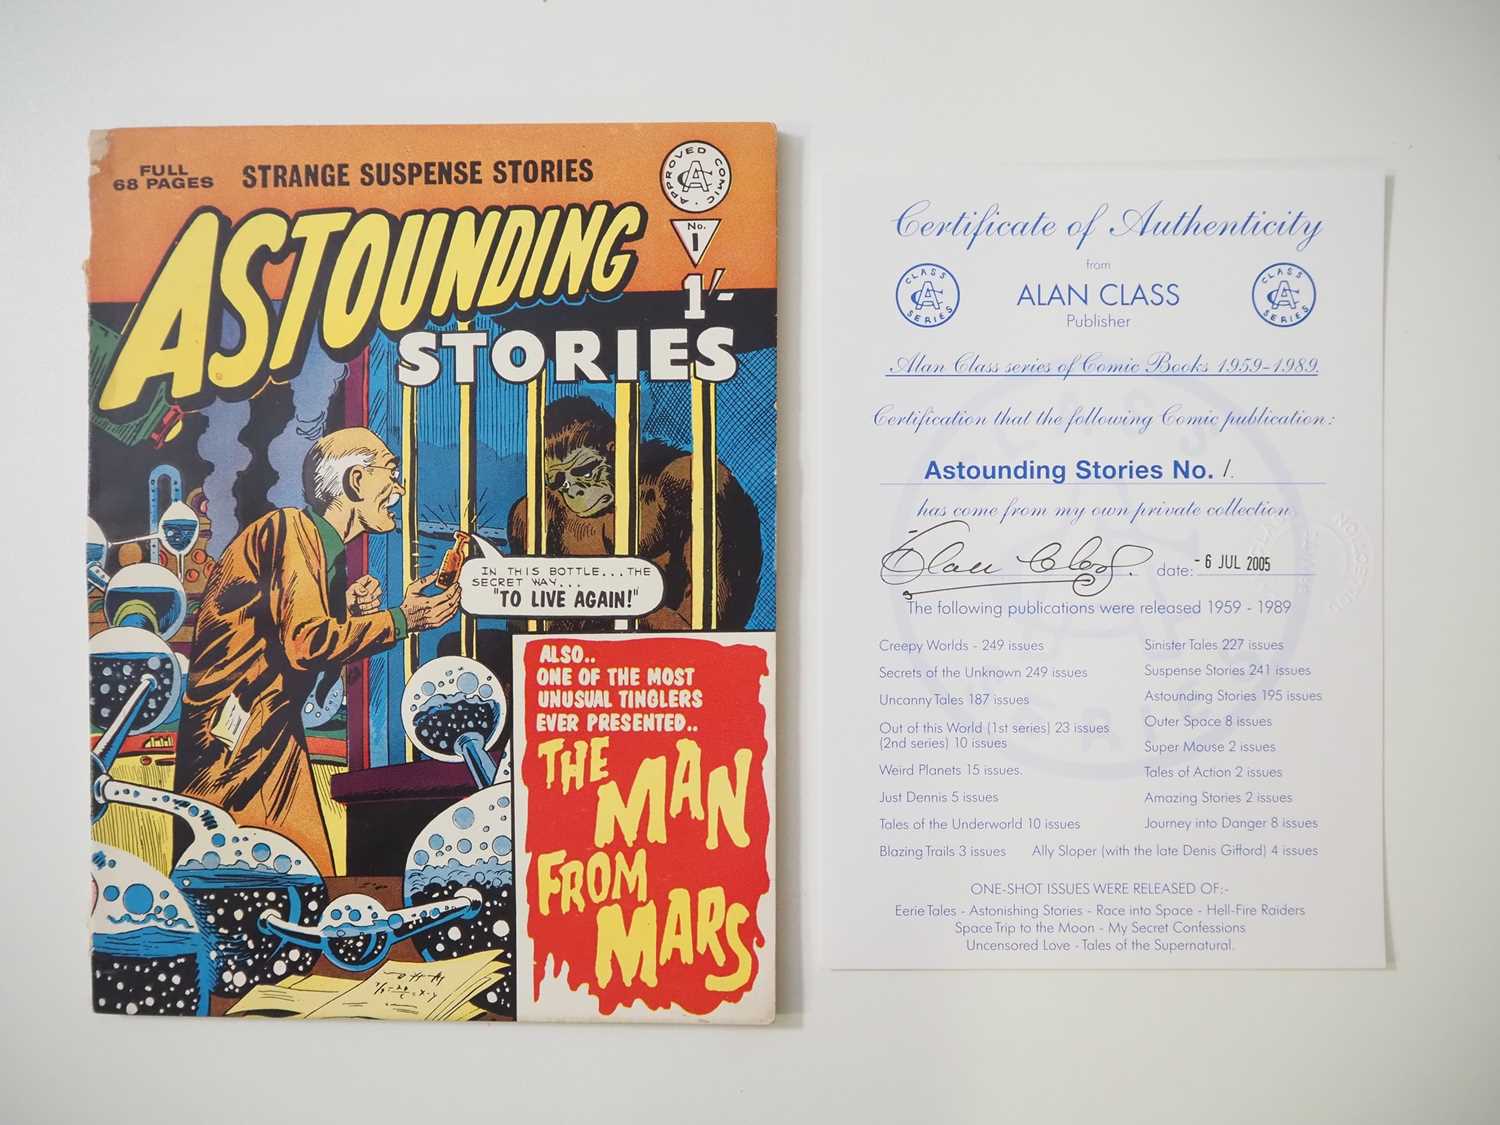 FULL
68 PAGES
STRANGE SUSPENSE STORIES
APPROVED COMIC
AC
No.
1
1/-
ASTOUNDING
STORIES
IN THIS BOTTLE...THE
SECRET WAY...
"TO LIVE AGAIN!"
ALSO..
ONE OF THE MOST
UNUSUAL TINGLERS
EVER PRESENTED..
THE
MAN
FROM
MARS
Certificate of Authenticity
from
CLASS
SERIES
ALAN CLASS
CLASS
SERIES
Publisher
Alan Class series of Comic Books 1959-1989.
Certification that the following Comic publication:
Astounding Stories No. 1.
has come from my own private collection
Alan Class. date: - 6 JUL 2005
The following publications were released 1959 - 1989
Creepy Worlds - 249 issues
Secrets of the Unknown 249 issues
Uncanny Tales 187 issues
Out of this World (1st series) 23 issues
(2nd series) 10 issues
Weird Planets 15 issues.
Just Dennis 5 issues
Tales of the Underworld 10 issues
Blazing Trails 3 issues
Sinister Tales 227 issues
Suspense Stories 241 issues
Astounding Stories 195 issues
Outer Space 8 issues
Super Mouse 2 issues
Tales of Action 2 issues
Amazing Stories 2 issues
Journey into Danger 8 issues
Ally Sloper (with the late Denis Gifford) 4 issues
ONE-SHOT ISSUES WERE RELEASED OF:-
Eerie Tales - Astonishing Stories - Race into Space - Hell-Fire Raiders
Space Trip to the Moon - My Secret Confessions
Uncensored Love - Tales of the Supernatural.